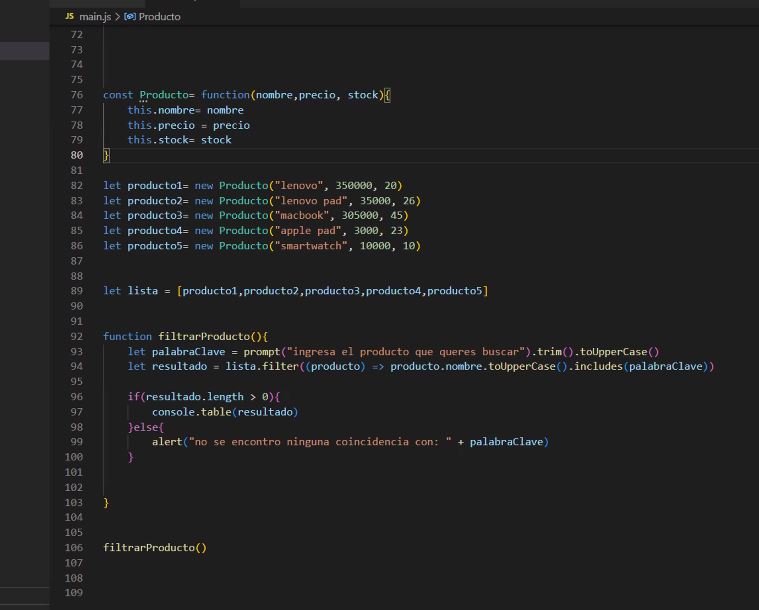 JS main.js > Producto
72
73
74
75
76 const Producto= function(nombre,precio, stock){
77 this.nombre= nombre
78 this.precio = precio
79 this.stock= stock
80 }
81
82 let producto1= new Producto("lenovo", 350000, 20)
83 let producto2= new Producto("lenovo pad", 35000, 26)
84 let producto3= new Producto("macbook", 305000, 45)
85 let producto4= new Producto("apple pad", 3000, 23)
86 let producto5= new Producto("smartwatch", 10000, 10)
87
88
89 let lista = [producto1,producto2,producto3,producto4,producto5]
90
91
92 function filtrarProducto(){
93 let palabraClave = prompt("ingresa el producto que queres buscar").trim().toUpperCase()
94 let resultado = lista.filter((producto) => producto.nombre.toUpperCase().includes(palabraClave))
95
96 if(resultado.length > 0){
97 console.table(resultado)
98 }else{
99 alert("no se encontro ninguna coincidencia con: " + palabraClave)
100 }
101
102
103 }
104
105
106 filtrarProducto()
107
108
109